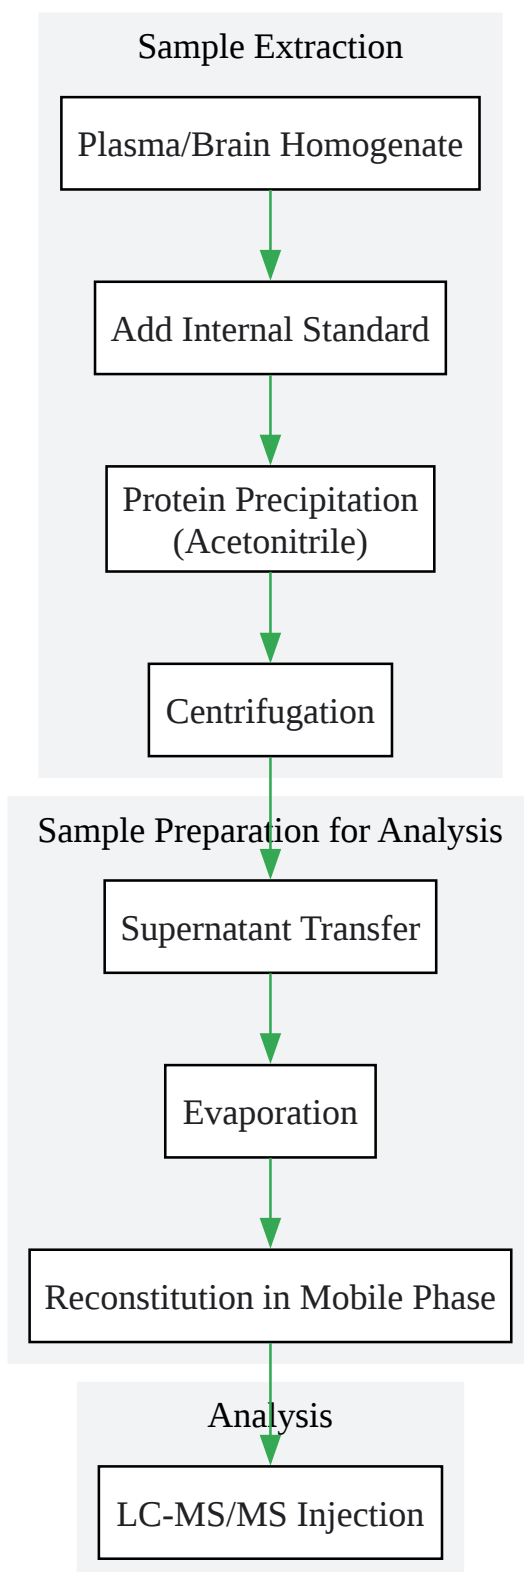 Sample Extraction
Plasma/Brain Homogenate
Add Internal Standard
Protein Precipitation
(Acetonitrile)
Centrifugation
Sample Preparation for Analysis
Supernatant Transfer
Evaporation
Reconstitution in Mobile Phase
Analysis
LC-MS/MS Injection